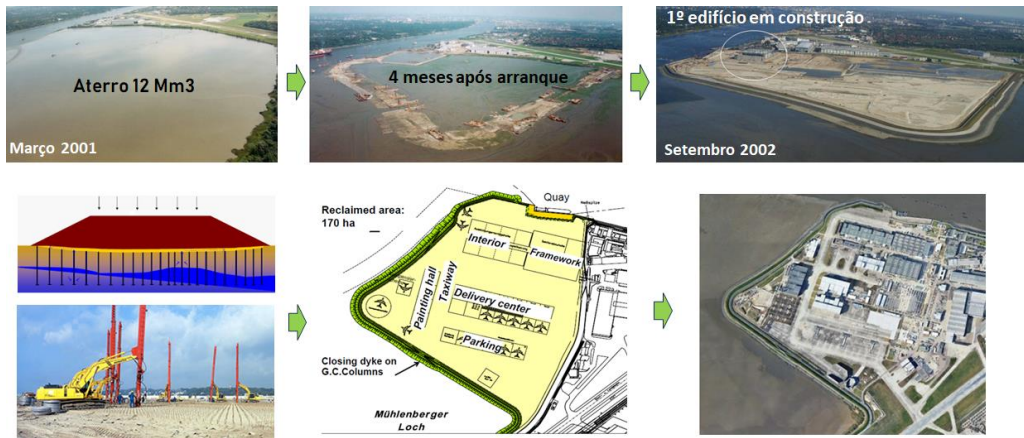 Aterro 12 Mm3
Março 2001
4 meses após arranque
1º edifício em construção
Setembro 2002
Reclaimed area:
170 ha
Quay
Interior
Framework
Painting hall
Taxiway
Delivery center
Parking
Closing dyke on
G.C.Columns
Mühlenberger
Loch